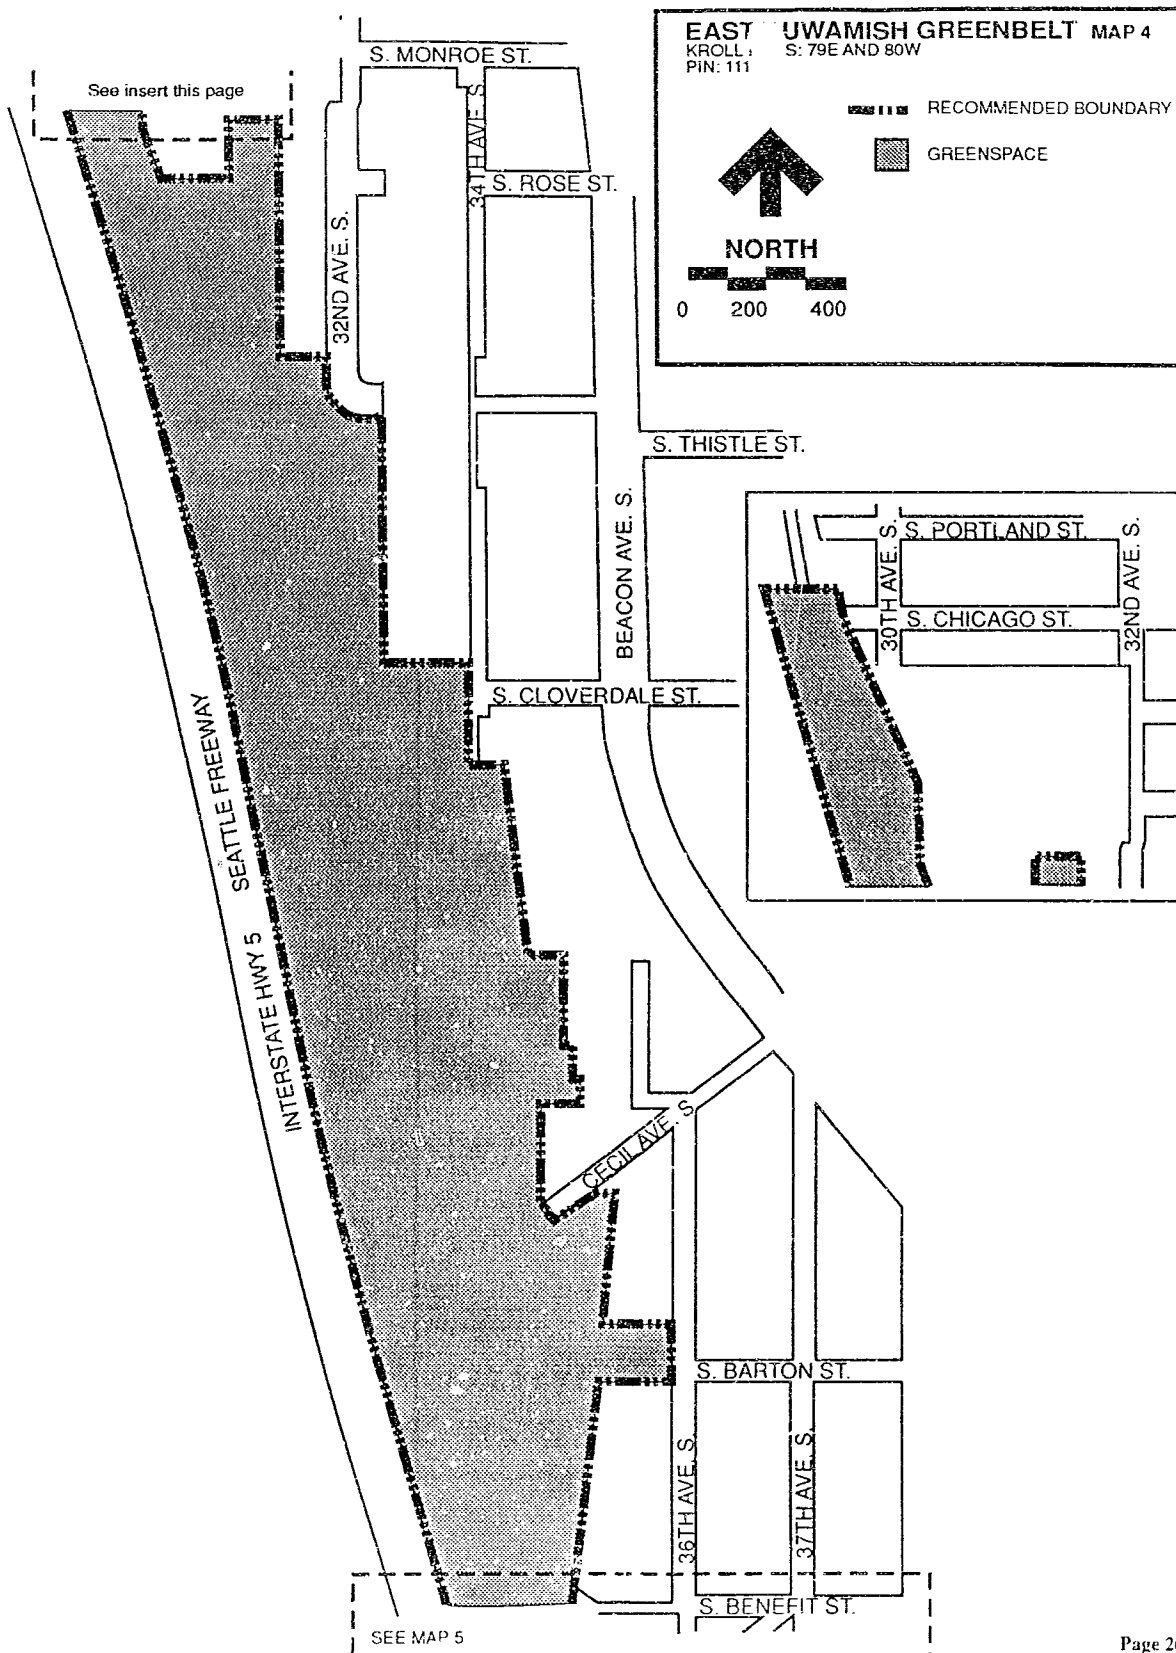 EAST UWAMISH GREENBELT MAP 4
KROLL S: 79E AND 80W
PIN: 111
RECOMMENDED BOUNDARY
GREENSPACE
NORTH
0 200 400
See insert this page
S. MONROE ST.
34TH AVE S
S. ROSE ST.
32ND AVE. S.
S. THISTLE ST.
BEACON AVE. S.
S. CLOVERDALE ST.
S. PORTLAND ST.
30TH AVE. S.
32ND AVE. S.
S. CHICAGO ST.
SEATTLE FREEWAY
INTERSTATE HWY 5
CECIL AVE. S
S. BARTON ST.
36TH AVE. S.
37TH AVE. S.
S. BENEFIT ST.
SEE MAP 5
Page